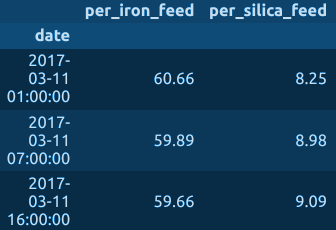 per_iron_feed per_silica_feed
date
2017-
03-11 60.66 8.25
01:00:00
2017-
03-11 59.89 8.98
07:00:00
2017-
03-11 59.66 9.09
16:00:00